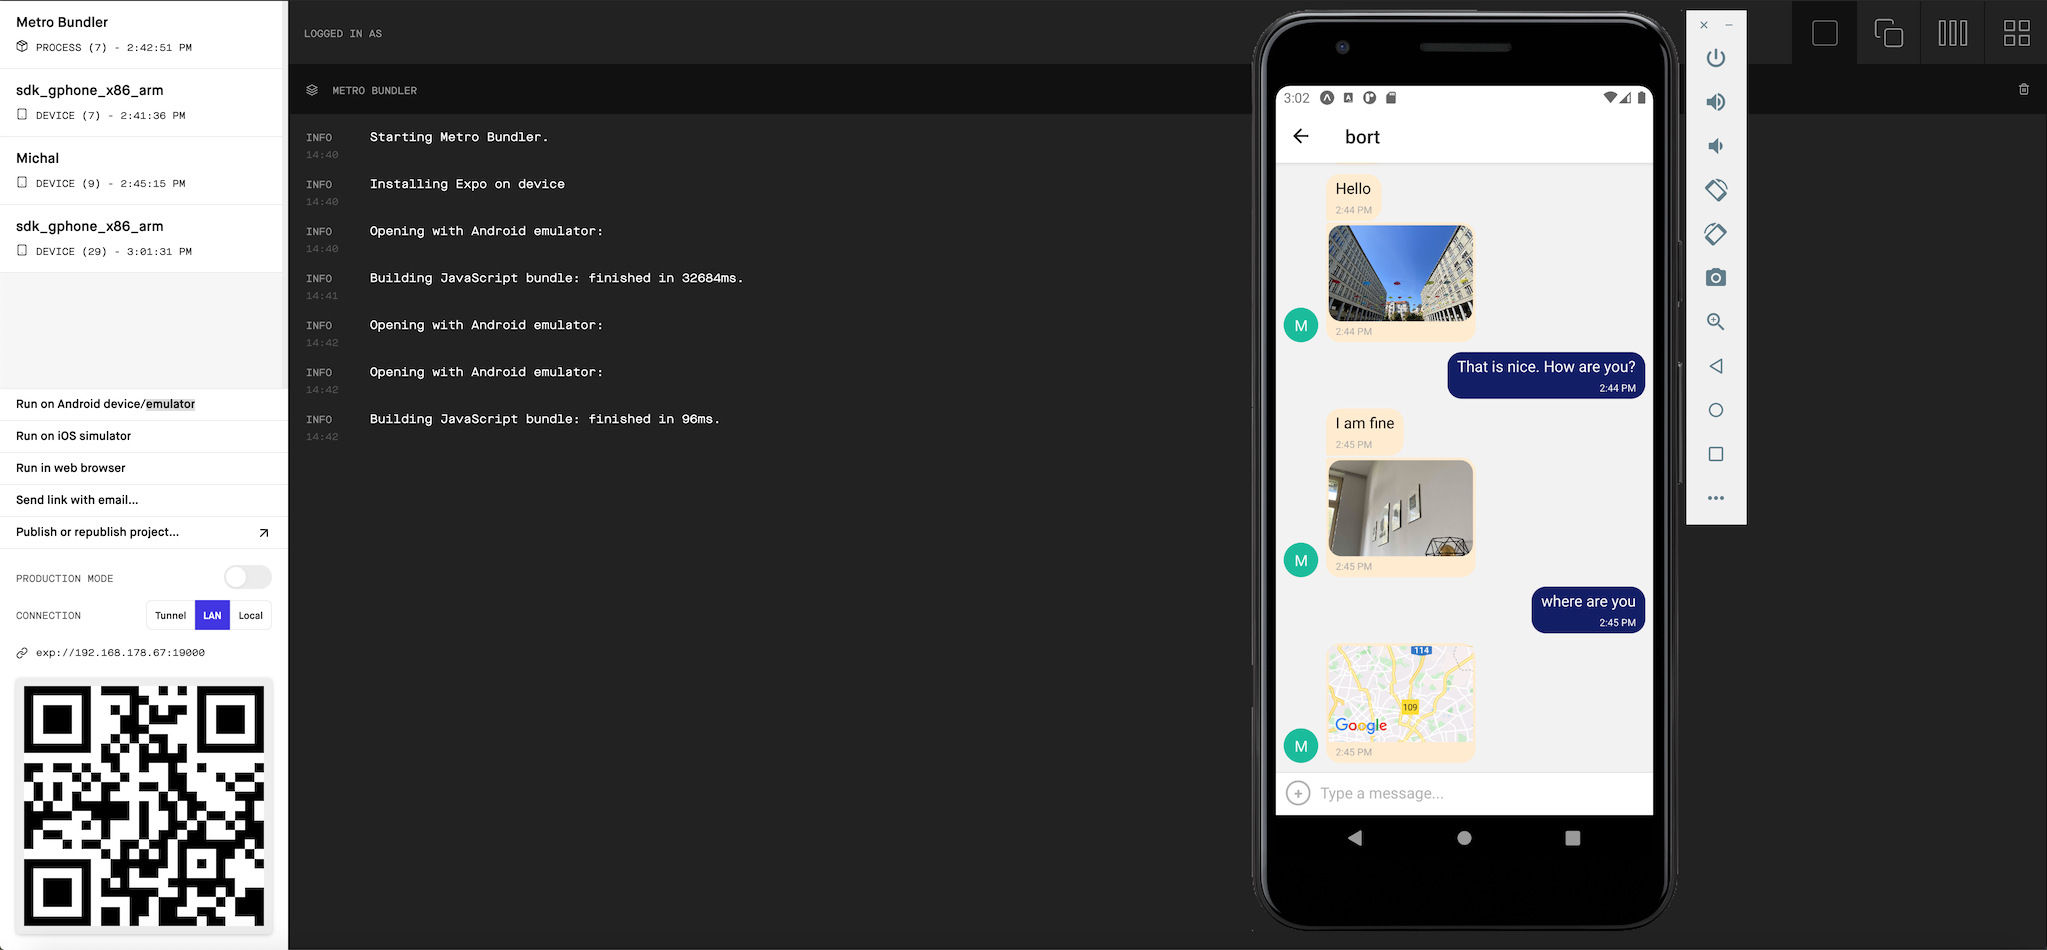 Metro Bundler
PROCESS (7) - 2:42:51 PM
sdk_gphone_x86_arm
DEVICE (7) - 2:41:36 PM
Michal
DEVICE (9) - 2:45:15 PM
sdk_gphone_x86_arm
DEVICE (29) - 3:01:31 PM
Run on Android device/emulator
Run on iOS simulator
Run in web browser
Send link with email...
Publish or republish project...
PRODUCTION MODE
CONNECTION
Tunnel LAN Local
exp://192.168.178.67:19000
LOGGED IN AS
METRO BUNDLER
INFO Starting Metro Bundler.
14:40
INFO Installing Expo on device
14:40
INFO Opening with Android emulator:
14:40
INFO Building JavaScript bundle: finished in 32684ms.
14:41
INFO Opening with Android emulator:
14:42
INFO Opening with Android emulator:
14:42
INFO Building JavaScript bundle: finished in 96ms.
14:42
3:02
bort
Hello
2:44 PM
M
2:44 PM
That is nice. How are you?
2:44 PM
I am fine
2:45 PM
M
2:45 PM
where are you
2:45 PM
114
109
Google
M
2:45 PM
Type a message...